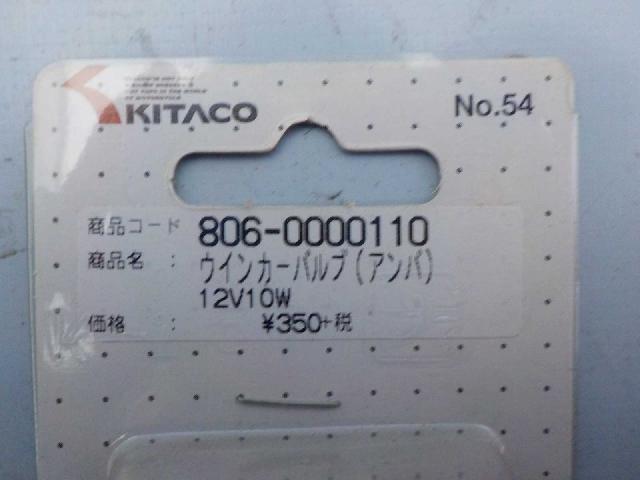 KITACO
No.54
商品コード 806-0000110
商品名 : ウインカーバルブ(アンバ)
12V10W
価格 : ¥350+税